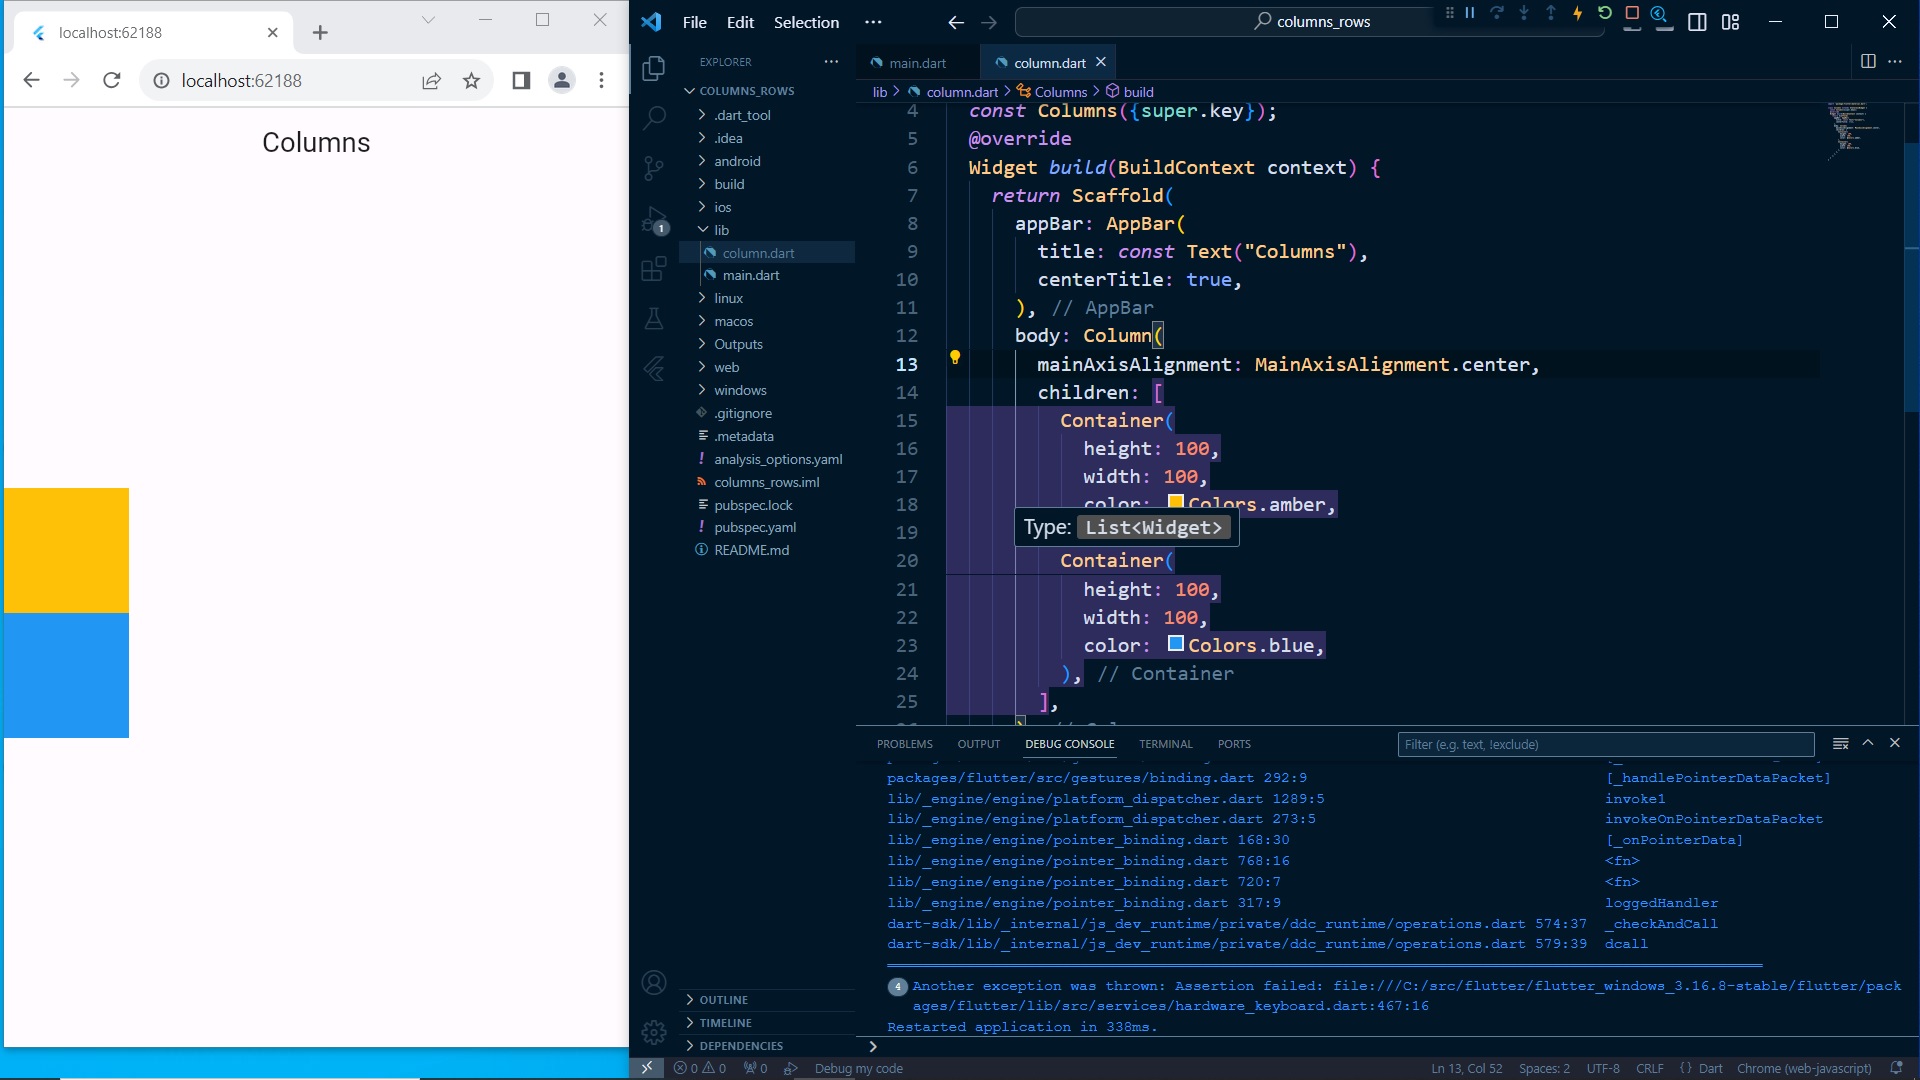 localhost:62188
localhost:62188
Columns
File Edit Selection ···
columns_rows
EXPLORER
COLUMNS_ROWS
.dart_tool
.idea
android
build
ios
lib
column.dart
main.dart
linux
macos
Outputs
web
windows
.gitignore
.metadata
analysis_options.yaml
columns_rows.iml
pubspec.lock
pubspec.yaml
README.md
OUTLINE
TIMELINE
DEPENDENCIES
1
main.dart column.dart
lib > column.dart > Columns > build
4 const Columns({super.key});
5 @override
6 Widget build(BuildContext context) {
7 return Scaffold(
8 appBar: AppBar(
9 title: const Text("Columns"),
10 centerTitle: true,
11 ), // AppBar
12 body: Column(
13 mainAxisAlignment: MainAxisAlignment.center,
14 children: [
15 Container(
16 height: 100,
17 width: 100,
18 color: Colors.amber,
19
Type: List<Widget>
20 Container(
21 height: 100,
22 width: 100,
23 color: Colors.blue,
24 ), // Container
25 ],
PROBLEMS OUTPUT DEBUG CONSOLE TERMINAL PORTS
Filter (e.g. text, !exclude)
packages/flutter/src/gestures/binding.dart 292:9 [_handlePointerDataPacket]
lib/_engine/engine/platform_dispatcher.dart 1289:5 invoke1
lib/_engine/engine/platform_dispatcher.dart 273:5 invokeOnPointerDataPacket
lib/_engine/engine/pointer_binding.dart 168:30 [_onPointerData]
lib/_engine/engine/pointer_binding.dart 768:16 <fn>
lib/_engine/engine/pointer_binding.dart 720:7 <fn>
lib/_engine/engine/pointer_binding.dart 317:9 loggedHandler
dart-sdk/lib/_internal/js_dev_runtime/private/ddc_runtime/operations.dart 574:37 _checkAndCall
dart-sdk/lib/_internal/js_dev_runtime/private/ddc_runtime/operations.dart 579:39 dcall
4 Another exception was thrown: Assertion failed: file:///C:/src/flutter/flutter_windows_3.16.8-stable/flutter/pack
ages/flutter/lib/src/services/hardware_keyboard.dart:467:16
Restarted application in 338ms.
0 0 0 Debug my code
Ln 13, Col 52 Spaces: 2 UTF-8 CRLF {} Dart Chrome (web-javascript)